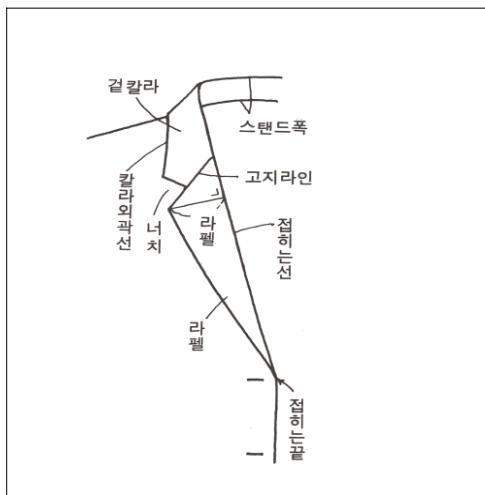 겉칼라
스탠드폭
칼라외곽선
고지라인
너치
라펠
접히는선
라펠
접히는끝